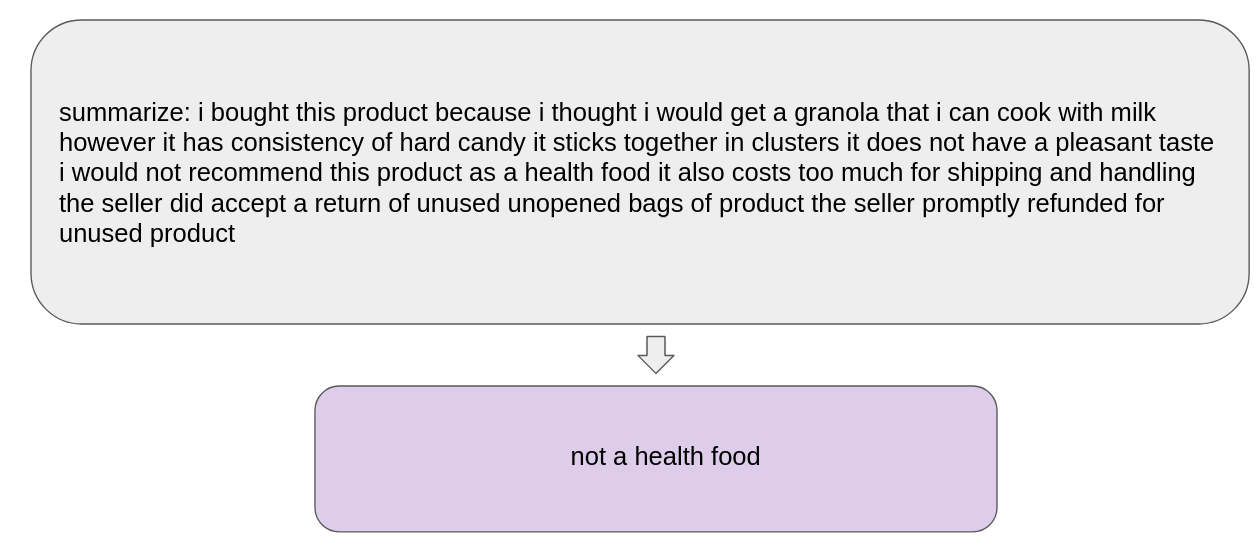 summarize: i bought this product because i thought i would get a granola that i can cook with milk
however it has consistency of hard candy it sticks together in clusters it does not have a pleasant taste
i would not recommend this product as a health food it also costs too much for shipping and handling
the seller did accept a return of unused unopened bags of product the seller promptly refunded for
unused product
not a health food